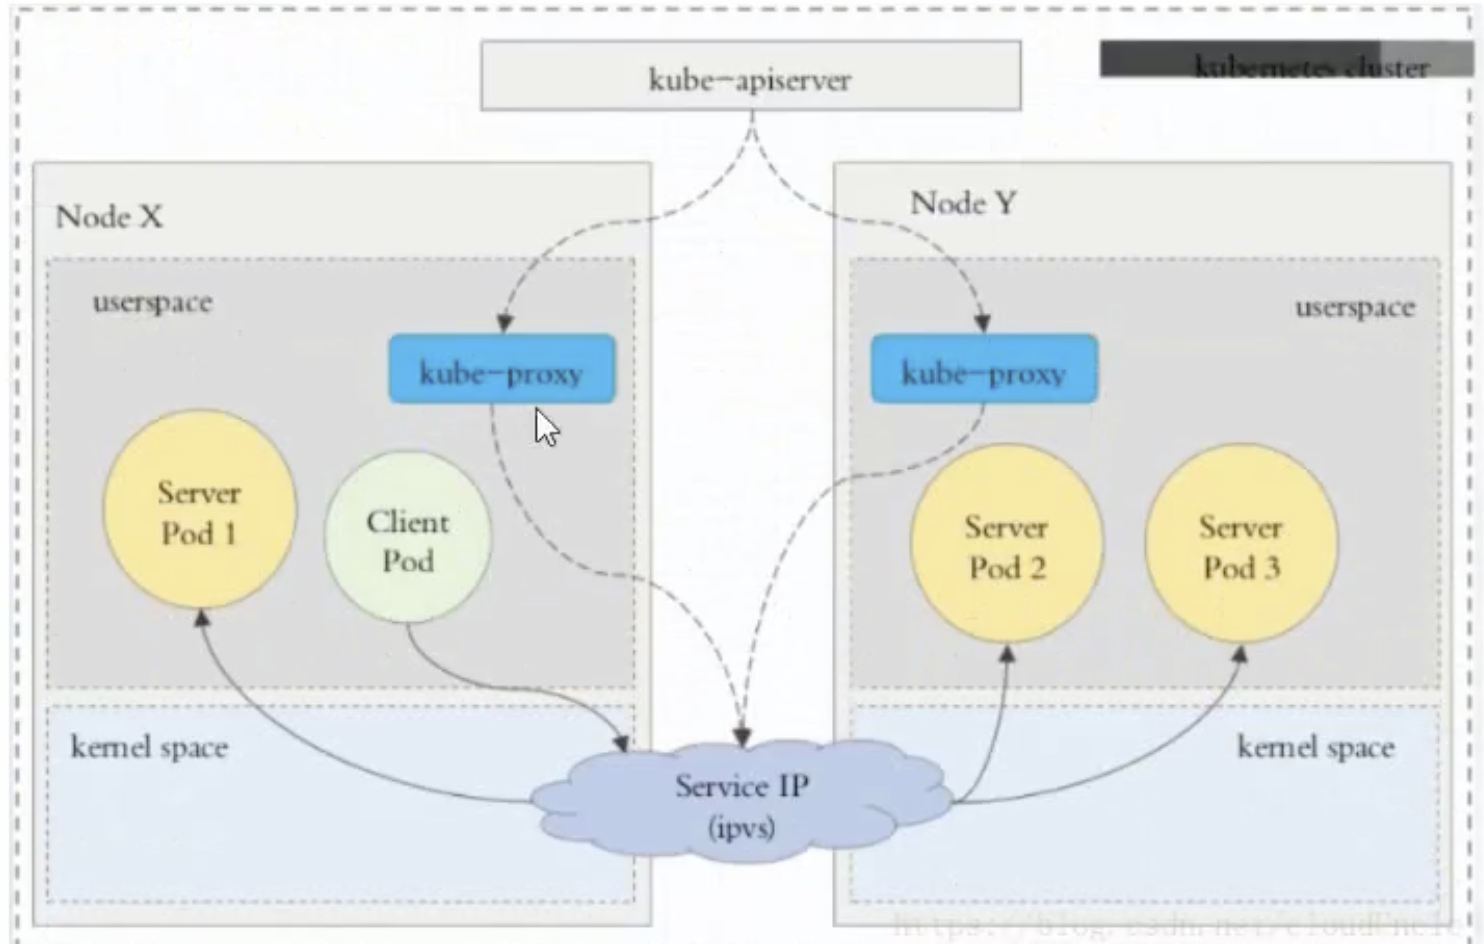 kube-apiserver
kubernetes cluster
Node X
Node Y
userspace
userspace
kube-proxy
kube-proxy
Server
Pod 1
Client
Pod
Server
Pod 2
Server
Pod 3
kernel space
kernel space
Service IP
(ipvs)
https://blog.csdn.net/cloudUncle